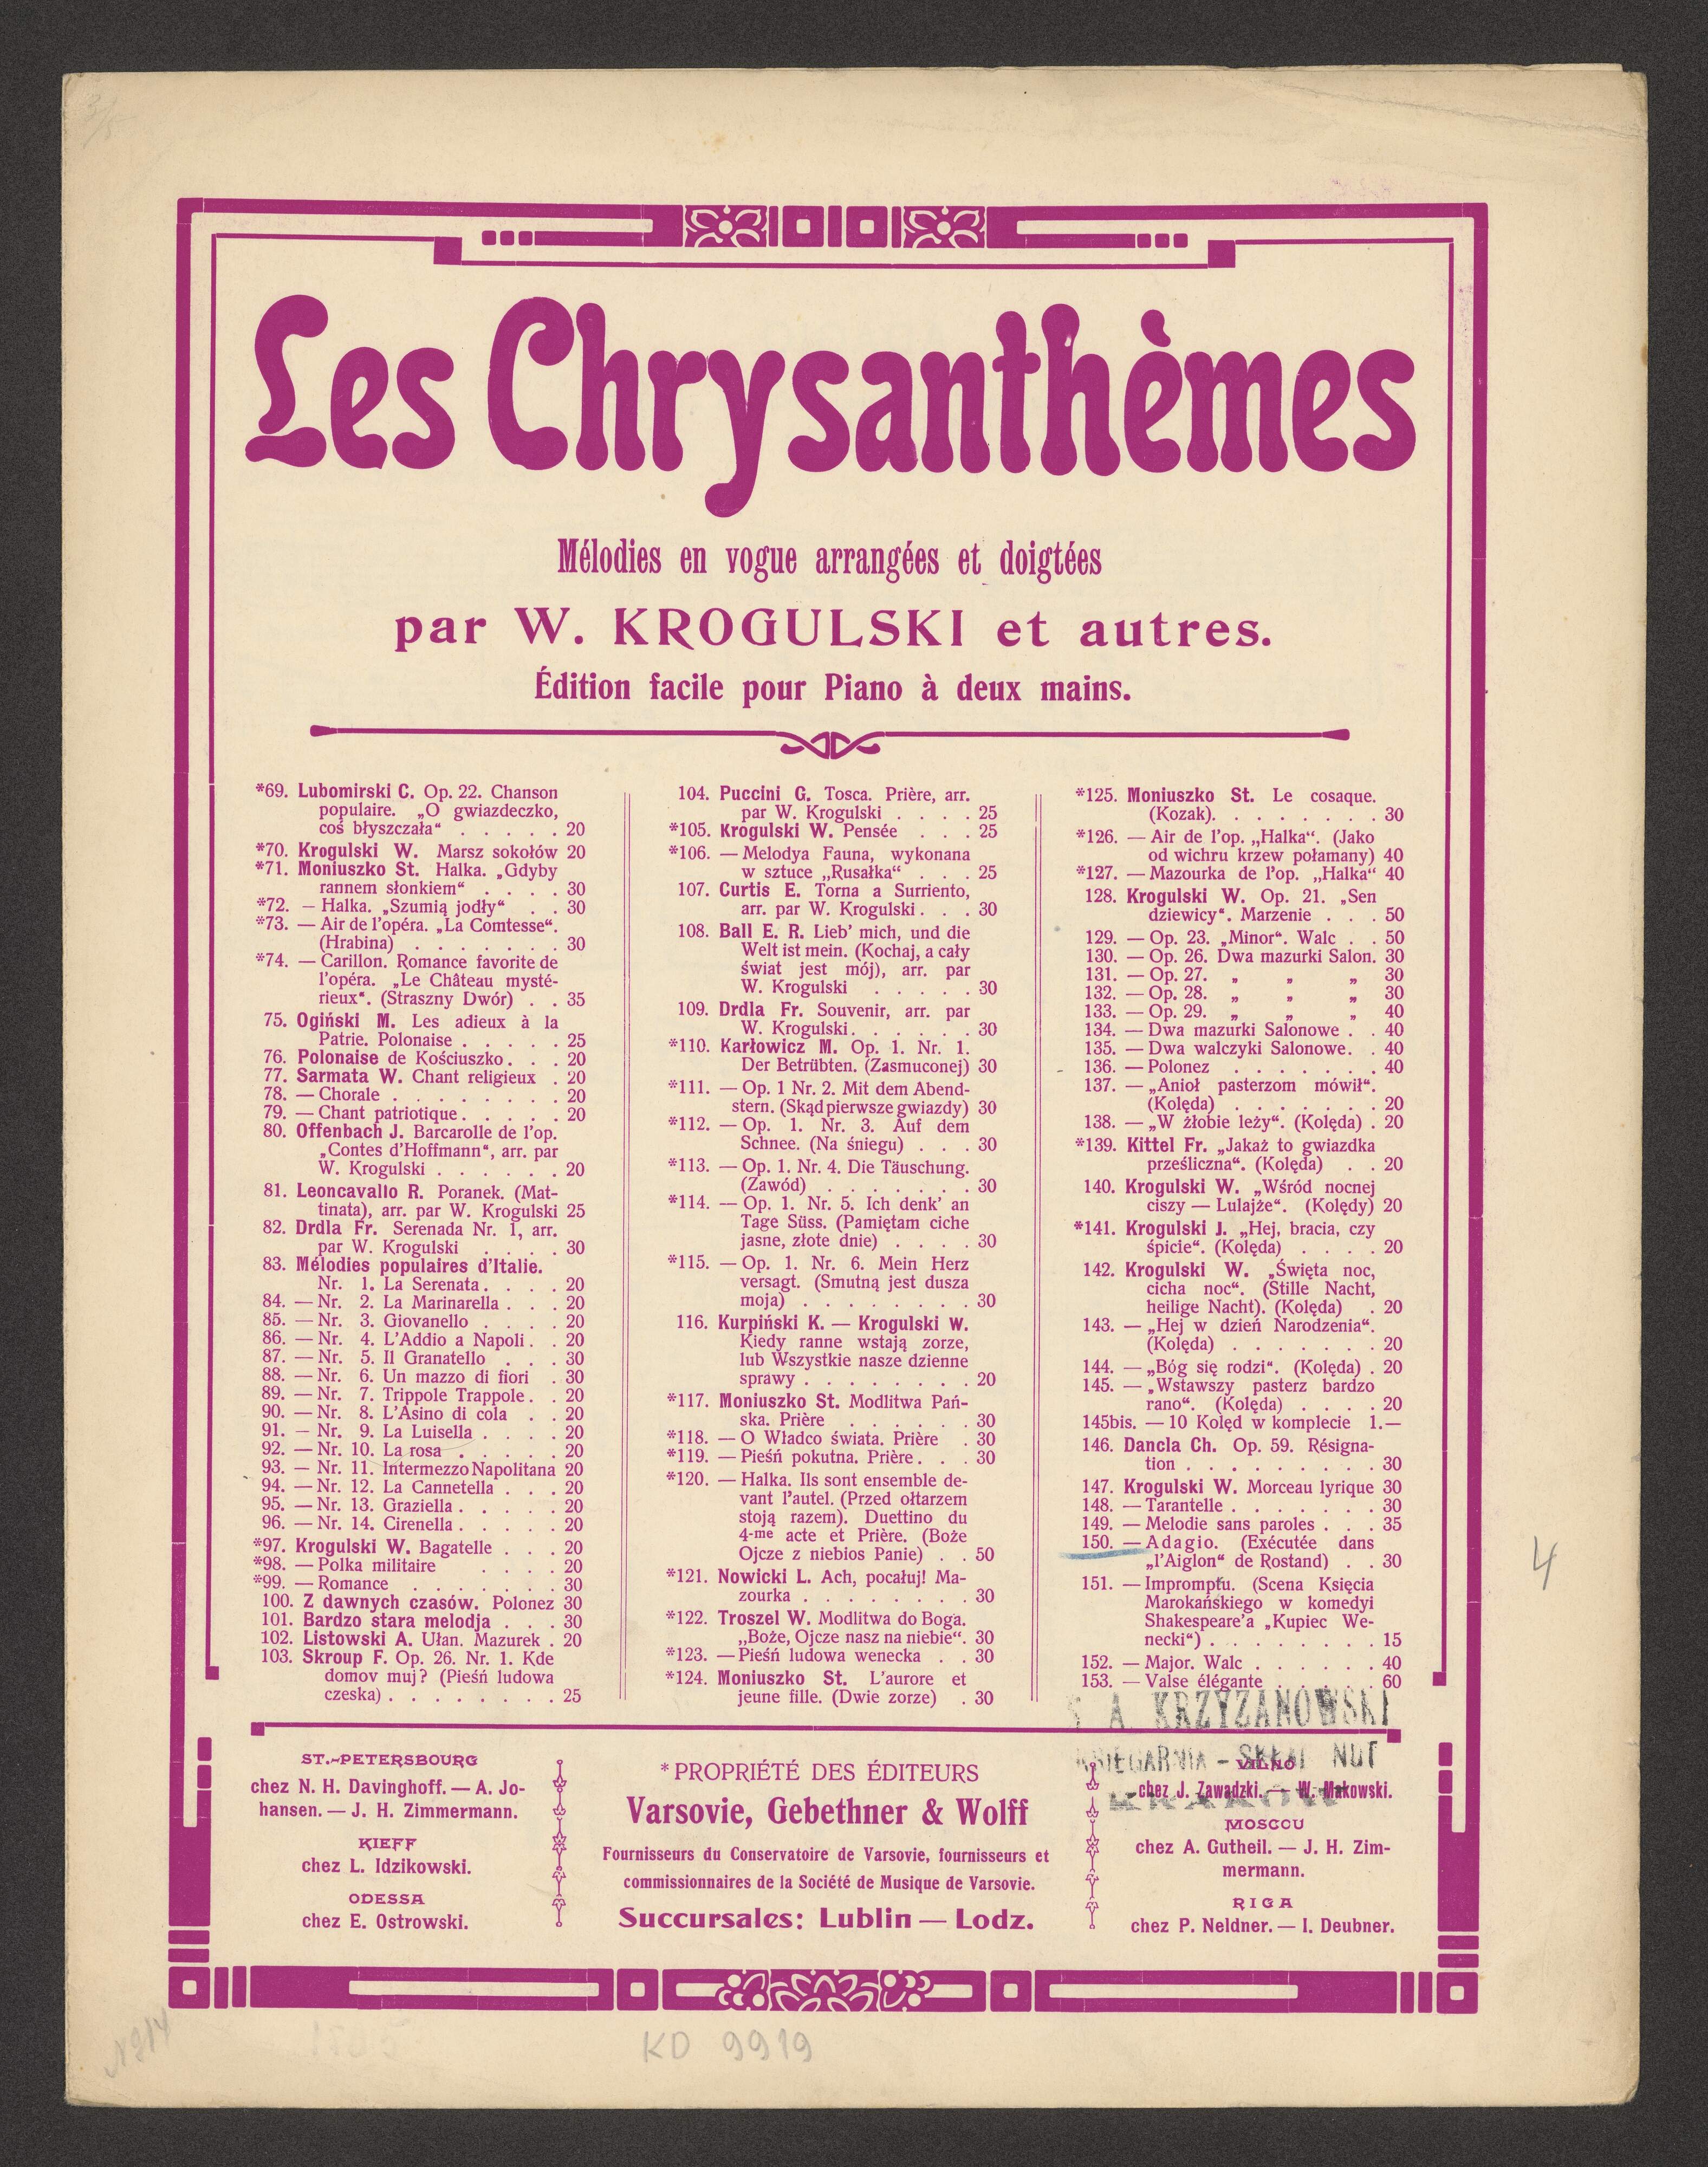 Les Chrysanthèmes
Mélodies en vogue arrangées et doigtées
par W. KROGULSKI et autres.
Édition facile pour Piano à deux mains.
*69. Lubomirski C. Op. 22. Chanson
populaire. „O gwiazdeczko,
coś błyszczała“ . . . . . 20
*70. Krogulski W. Marsz sokołów 20
*71. Moniuszko St. Halka. „Gdyby
rannem słonkiem“ . . . . 30
*72. — Halka. „Szumią jodły“ . . 30
*73. — Air de l'opéra. „La Comtesse“.
(Hrabina) . . . . . . . 30
*74. — Carillon. Romance favorite de
l'opéra. „Le Château mysté-
rieux“. (Straszny Dwór) . . 35
75. Ogiński M. Les adieux à la
Patrie. Polonaise . . . . . 25
76. Polonaise de Kościuszko . . . 20
77. Sarmata W. Chant religieux . 20
78. — Chorale . . . . . . . . 20
79. — Chant patriotique . . . . . 20
80. Offenbach J. Barcarolle de l'op.
„Contes d'Hoffmann“, arr. par
W. Krogulski . . . . . . 20
81. Leoncavallo R. Poranek. (Mat-
tinata), arr. par W. Krogulski 25
82. Drdla Fr. Serenada Nr. 1, arr.
par W. Krogulski . . . . 30
83. Mélodies populaires d'Italie.
Nr. 1. La Serenata . . . . 20
84. — Nr. 2. La Marinarella . . . 20
85. — Nr. 3. Giovanello . . . . 20
86. — Nr. 4. L'Addio a Napoli . . 20
87. — Nr. 5. Il Granatello . . . 30
88. — Nr. 6. Un mazzo di fiori . 30
89. — Nr. 7. Trippole Trappole . . 20
90. — Nr. 8. L'Asino di cola . . 20
91. — Nr. 9. La Luisella . . . . 20
92. — Nr. 10. La rosa . . . . . 20
93. — Nr. 11. Intermezzo Napolitana 20
94. — Nr. 12. La Cannetella . . . 20
95. — Nr. 13. Graziella . . . . . 20
96. — Nr. 14. Cirenella . . . . . 20
*97. Krogulski W. Bagatelle . . . 20
*98. — Polka militaire . . . . 20
*99. — Romance . . . . . . . 30
100. Z dawnych czasów. Polonez 30
101. Bardzo stara melodja . . . 30
102. Listowski A. Ułan. Mazurek . 20
103. Skroup F. Op. 26. Nr. 1. Kde
domov muj? (Pieśń ludowa
czeska) . . . . . . . . 25
104. Puccini G. Tosca. Prière, arr.
par W. Krogulski . . . . 25
*105. Krogulski W. Pensée . . . 25
*106. — Melodya Fauna, wykonana
w sztuce „Rusałka“ . . . 25
107. Curtis E. Torna a Surriento,
arr. par W. Krogulski . . . 30
108. Ball E. R. Lieb' mich, und die
Welt ist mein. (Kochaj, a cały
świat jest mój), arr. par
W. Krogulski . . . . . 30
109. Drdla Fr. Souvenir, arr. par
W. Krogulski . . . . . . 30
*110. Karłowicz M. Op. 1. Nr. 1.
Der Betrübten. (Zasmuconej) 30
*111. — Op. 1 Nr. 2. Mit dem Abend-
stern. (Skąd pierwsze gwiazdy) 30
*112. — Op. 1. Nr. 3. Auf dem
Schnee. (Na śniegu) . . . 30
*113. — Op. 1. Nr. 4. Die Täuschung.
(Zawód) . . . . . . . 30
*114. — Op. 1. Nr. 5. Ich denk' an
Tage Süss. (Pamiętam ciche
jasne, złote dnie) . . . . 30
*115. — Op. 1. Nr. 6. Mein Herz
versagt. (Smutną jest dusza
moja) . . . . . . . . 30
116. Kurpiński K. — Krogulski W.
Kiedy ranne wstają zorze,
lub Wszystkie nasze dzienne
sprawy . . . . . . . . 20
*117. Moniuszko St. Modlitwa Pań-
ska. Prière . . . . . . 30
*118. — O Władco świata. Prière . 30
*119. — Pieśń pokutna. Prière . . . 30
*120. — Halka. Ils sont ensemble de-
vant l'autel. (Przed ołtarzem
stoją razem). Duettino du
4-me acte et Prière. (Boże
Ojcze z niebios Panie) . . 50
*121. Nowicki L. Ach, pocałuj! Ma-
zourka . . . . . . . . 30
*122. Troszel W. Modlitwa do Boga.
„Boże, Ojcze nasz na niebie“. 30
*123. — Pieśń ludowa wenecka . . 30
*124. Moniuszko St. L'aurore et
jeune fille. (Dwie zorze) . 30
*125. Moniuszko St. Le cosaque.
(Kozak) . . . . . . . . 30
*126. — Air de l'op. „Halka“. (Jako
od wichru krzew połamany) 40
*127. — Mazourka de l'op. „Halka“ 40
128. Krogulski W. Op. 21. „Sen
dziewicy“. Marzenie . . . 50
129. — Op. 23. „Minor“. Walc . . 50
130. — Op. 26. Dwa mazurki Salon. 30
131. — Op. 27. „ „ „ 30
132. — Op. 28. „ „ „ 30
133. — Op. 29. „ „ „ 40
134. — Dwa mazurki Salonowe . . 40
135. — Dwa walczyki Salonowe. . 40
136. — Polonez . . . . . . . 40
137. — „Anioł pasterzom mówił“.
(Kolęda) . . . . . . . 20
138. — „W żłobie leży“. (Kolęda) . 20
*139. Kittel Fr. „Jakaż to gwiazdka
prześliczna“. (Kolęda) . . 20
140. Krogulski W. „Wśród nocnej
ciszy — Lulajże“. (Kolędy) 20
*141. Krogulski J. „Hej, bracia, czy
śpicie“. (Kolęda) . . . . 20
142. Krogulski W. „Święta noc,
cicha noc“. (Stille Nacht,
heilige Nacht). (Kolęda) . 20
143. — „Hej w dzień Narodzenia“.
(Kolęda) . . . . . . . 20
144. — „Bóg się rodzi“. (Kolęda) . 20
145. — „Wstawszy pasterz bardzo
rano“. (Kolęda) . . . . 20
145bis. — 10 Kolęd w komplecie 1.—
146. Dancla Ch. Op. 59. Résigna-
tion . . . . . . . . . 30
147. Krogulski W. Morceau lyrique 30
148. — Tarantelle . . . . . . . 30
149. — Melodie sans paroles . . . 35
150. — Adagio. (Exécutée dans
„l'Aiglon“ de Rostand) . . 30
151. — Impromptu. (Scena Księcia
Marokańskiego w komedyi
Shakespeare'a „Kupiec We-
necki“) . . . . . . . . 15
152. — Major. Walc . . . . . . 40
153. — Valse élégante . . . . . 60
4
S. A. KRZYŻANOWSKI
KSIĘGARNIA – SKŁAD NUT
KRAKÓW
ST.-PETERSBOURG
chez N. H. Davinghoff. — A. Jo-
hansen. — J. H. Zimmermann.
KIEFF
chez L. Idzikowski.
ODESSA
chez E. Ostrowski.
*PROPRIÉTÉ DES ÉDITEURS
Varsovie, Gebethner & Wolff
Fournisseurs du Conservatoire de Varsovie, fournisseurs et
commissionnaires de la Société de Musique de Varsovie.
Succursales: Lublin — Lodz.
VILNO
chez J. Zawadzki. — W. Makowski.
MOSCOU
chez A. Gutheil. — J. H. Zim-
mermann.
RIGA
chez P. Neldner. — I. Deubner.
KD 9919